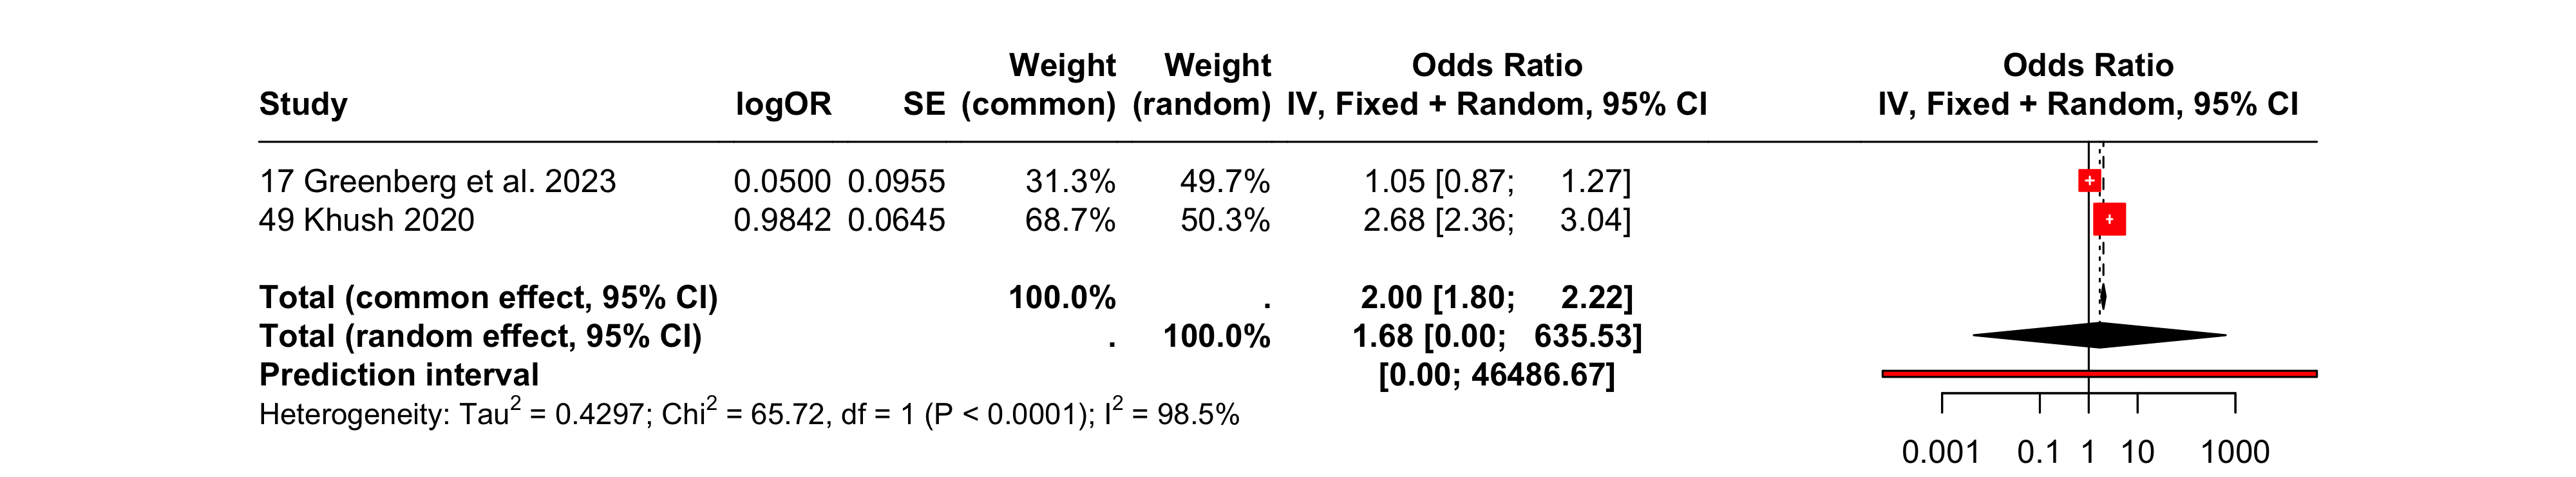 Weight Weight Odds Ratio Odds Ratio
Study logOR SE (common) (random) IV, Fixed + Random, 95% CI IV, Fixed + Random, 95% CI
17 Greenberg et al. 2023 0.0500 0.0955 31.3% 49.7% 1.05 [0.87; 1.27]
49 Khush 2020 0.9842 0.0645 68.7% 50.3% 2.68 [2.36; 3.04]
Total (common effect, 95% CI) 100.0% . 2.00 [1.80; 2.22]
Total (random effect, 95% CI) . 100.0% 1.68 [0.00; 635.53]
Prediction interval [0.00; 46486.67]
Heterogeneity: Tau² = 0.4297; Chi² = 65.72, df = 1 (P < 0.0001); I² = 98.5%
0.001 0.1 1 10 1000